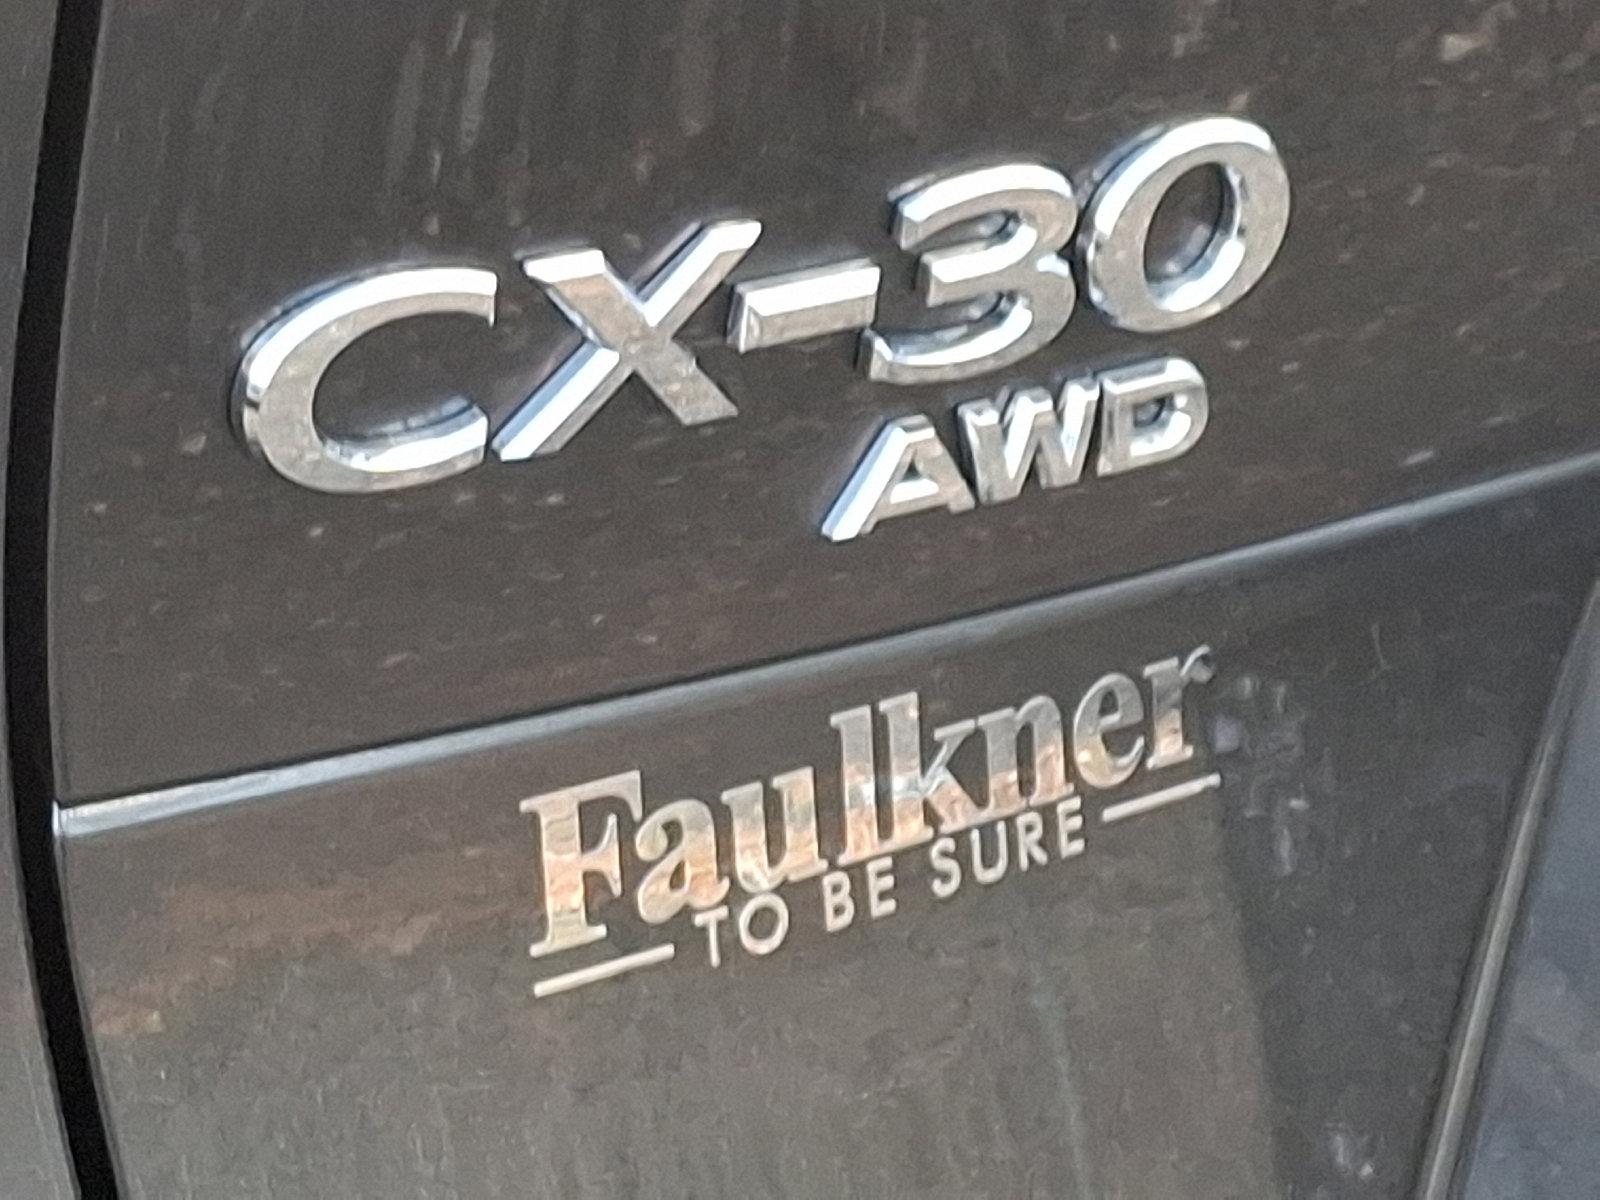 CX-30
AWD
Faulkner
TO BE SURE